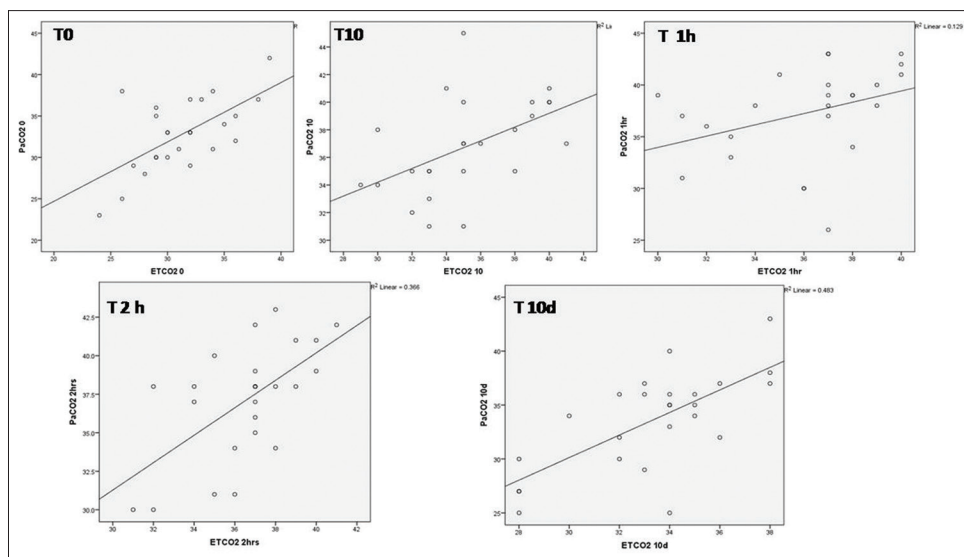 T0
R
PaCO2 0
45
40
35
30
25
20
20 25 30 35 40
ETCO2 0
T10
R² Li
PaCO2 10
44
42
40
38
36
34
32
30
28 30 32 34 36 38 40 42
ETCO2 10
T 1h
R² Linear = 0.129
PaCO2 1hr
45
40
35
30
25
30 32 34 36 38 40
ETCO2 1hr
T 2 h
R² Linear = 0.366
PaCO2 2hrs
42.5
40.0
37.5
35.0
32.5
30.0
30 32 34 36 38 40 42
ETCO2 2hrs
T 10d
R² Linear = 0.483
PaCO2 10d
45
40
35
30
25
28 30 32 34 36 38
ETCO2 10d